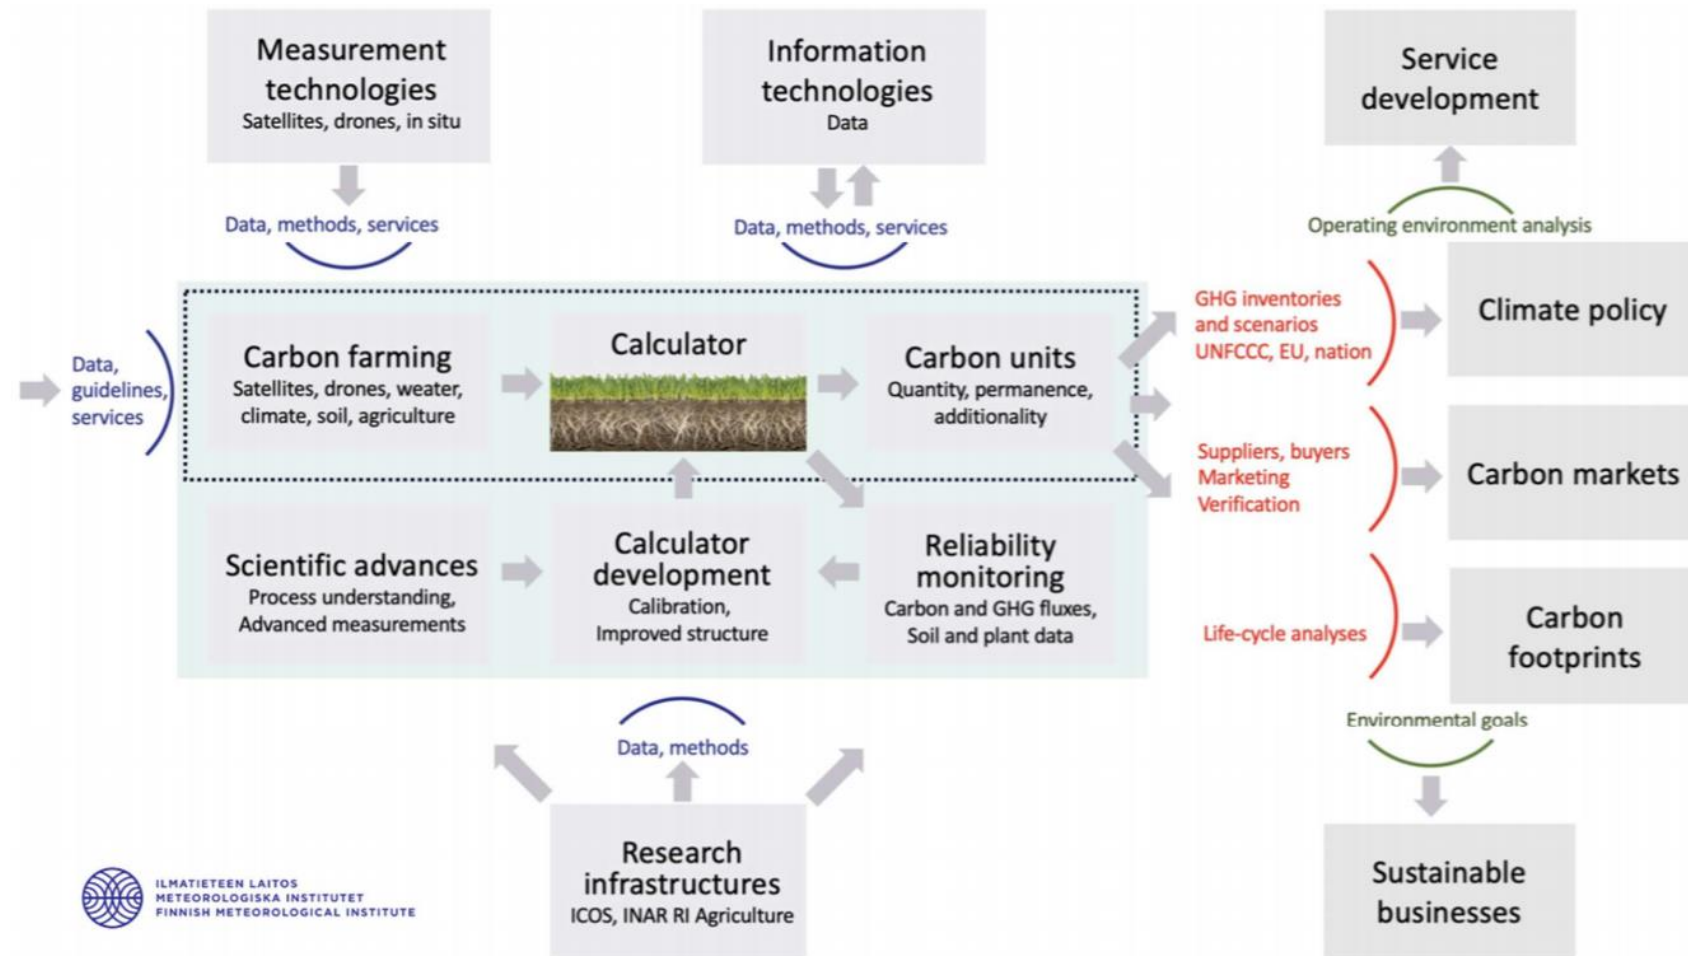 Measurement
technologies
Satellites, drones, in situ
Information
technologies
Data
Service
development
Data, methods, services
Data, methods, services
Operating environment analysis
Data,
guidelines,
services
Carbon farming
Satellites, drones, weater,
climate, soil, agriculture
Calculator
Carbon units
Quantity, permanence,
additionality
GHG inventories
and scenarios
UNFCCC, EU, nation
Climate policy
Suppliers, buyers
Marketing
Verification
Carbon markets
Scientific advances
Process understanding,
Advanced measurements
Calculator
development
Calibration,
Improved structure
Reliability
monitoring
Carbon and GHG fluxes,
Soil and plant data
Life-cycle analyses
Carbon
footprints
Data, methods
Environmental goals
Research
infrastructures
ICOS, INAR RI Agriculture
Sustainable
businesses
ILMATIETEEN LAITOS
METEOROLOGISKA INSTITUTET
FINNISH METEOROLOGICAL INSTITUTE